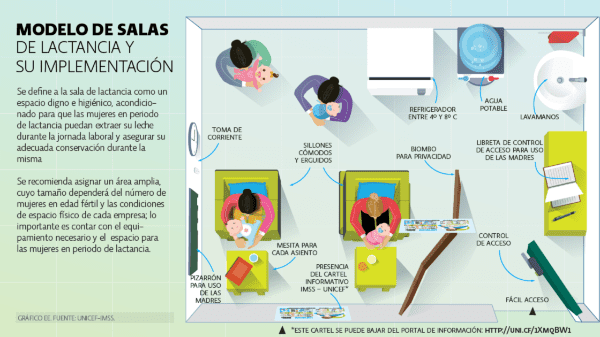 MODELO DE SALAS
DE LACTANCIA Y
SU IMPLEMENTACIÓN
Se define a la sala de lactancia como un
espacio digno e higiénico, acondicio-
nado para que las mujeres en periodo
de lactancia puedan extraer su leche
durante la jornada laboral y asegurar su
adecuada conservación durante la
misma
Se recomienda asignar un área amplia,
cuyo tamaño dependerá del número de
mujeres en edad fértil y las condiciones
de espacio físico de cada empresa; lo
importante es contar con el equi-
pamiento necesario y el espacio para
las mujeres en periodo de lactancia.
GRÁFICO EE. FUENTE: UNICEF-IMSS.
TOMA DE
CORRIENTE
SILLONES
CÓMODOS Y
ERGUIDOS
REFRIGERADOR
ENTRE 4º Y 8º C
AGUA
POTABLE
LAVAMANOS
BIOMBO
PARA PRIVACIDAD
LIBRETA DE CONTROL
DE ACCESO PARA USO
DE LAS MADRES
MESITA PARA
CADA ASIENTO
PRESENCIA
DEL CARTEL
INFORMATIVO
IMSS – UNICEF*
CONTROL
DE ACCESO
PIZARRÓN
PARA USO
DE LAS
MADRES
FÁCIL ACCESO
*ESTE CARTEL SE PUEDE BAJAR DEL PORTAL DE INFORMACIÓN: HTTP://UNI.CF/1XMQBW1